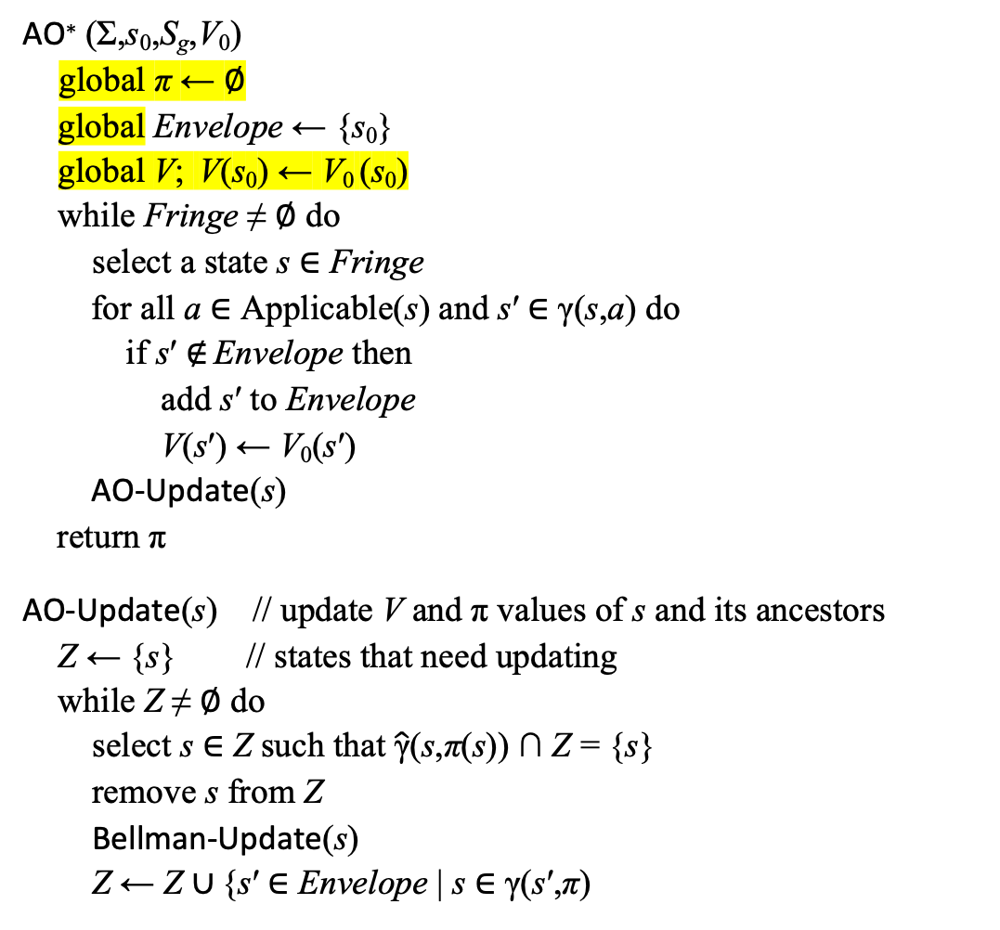 AO* (Σ,s₀,S_g,V₀)
global π ← ∅
global Envelope ← {s₀}
global V; V(s₀) ← V₀(s₀)
while Fringe ≠ ∅ do
select a state s ∈ Fringe
for all a ∈ Applicable(s) and s′ ∈ γ(s,a) do
if s′ ∉ Envelope then
add s′ to Envelope
V(s′) ← V₀(s′)
AO-Update(s)
return π
AO-Update(s) // update V and π values of s and its ancestors
Z ← {s} // states that need updating
while Z ≠ ∅ do
select s ∈ Z such that γ̂(s,π(s)) ∩ Z = {s}
remove s from Z
Bellman-Update(s)
Z ← Z ∪ {s′ ∈ Envelope | s ∈ γ(s′,π)